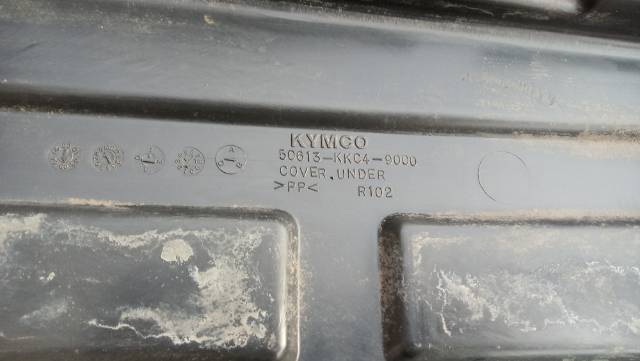 KYMCO
50613-KKC4-9000
COVER, UNDER
>PP< R102